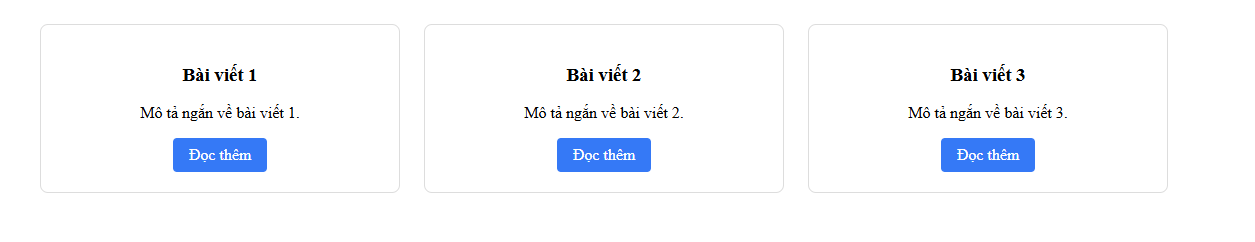 Bài viết 1
Mô tả ngắn về bài viết 1.
Đọc thêm
Bài viết 2
Mô tả ngắn về bài viết 2.
Đọc thêm
Bài viết 3
Mô tả ngắn về bài viết 3.
Đọc thêm